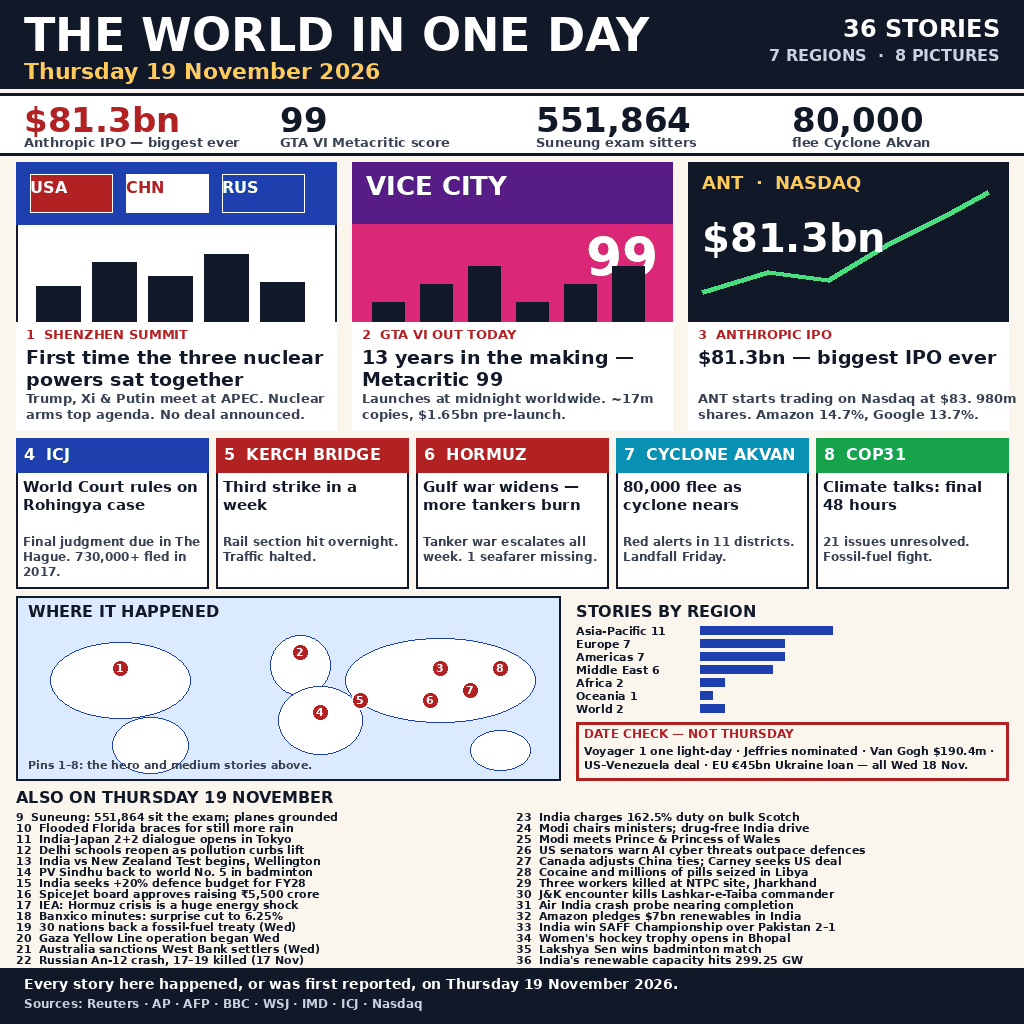 THE WORLD IN ONE DAY
Thursday 19 November 2026
36 STORIES
7 REGIONS · 8 PICTURES
$81.3bn
Anthropic IPO — biggest ever
99
GTA VI Metacritic score
551,864
Suneung exam sitters
80,000
flee Cyclone Akvan
USA
CHN
RUS
1 SHENZHEN SUMMIT
First time the three nuclear
powers sat together
Trump, Xi & Putin meet at APEC. Nuclear
arms top agenda. No deal announced.
VICE CITY
99
2 GTA VI OUT TODAY
13 years in the making —
Metacritic 99
Launches at midnight worldwide. ~17m
copies, $1.65bn pre-launch.
ANT · NASDAQ
$81.3bn
3 ANTHROPIC IPO
$81.3bn — biggest IPO ever
ANT starts trading on Nasdaq at $83. 980m
shares. Amazon 14.7%, Google 13.7%.
4 ICJ
World Court rules on
Rohingya case
Final judgment due in The
Hague. 730,000+ fled in
2017.
5 KERCH BRIDGE
Third strike in a
week
Rail section hit overnight.
Traffic halted.
6 HORMUZ
Gulf war widens —
more tankers burn
Tanker war escalates all
week. 1 seafarer missing.
7 CYCLONE AKVAN
80,000 flee as
cyclone nears
Red alerts in 11 districts.
Landfall Friday.
8 COP31
Climate talks: final
48 hours
21 issues unresolved.
Fossil-fuel fight.
WHERE IT HAPPENED
1
2
3
8
7
5
6
4
Pins 1–8: the hero and medium stories above.
STORIES BY REGION
Asia-Pacific 11
Europe 7
Americas 7
Middle East 6
Africa 2
Oceania 1
World 2
DATE CHECK — NOT THURSDAY
Voyager 1 one light-day · Jeffries nominated · Van Gogh $190.4m ·
US–Venezuela deal · EU €45bn Ukraine loan — all Wed 18 Nov.
ALSO ON THURSDAY 19 NOVEMBER
9 Suneung: 551,864 sit the exam; planes grounded
10 Flooded Florida braces for still more rain
11 India–Japan 2+2 dialogue opens in Tokyo
12 Delhi schools reopen as pollution curbs lift
13 India vs New Zealand Test begins, Wellington
14 PV Sindhu back to world No. 5 in badminton
15 India seeks +20% defence budget for FY28
16 SpiceJet board approves raising ₹5,500 crore
17 IEA: Hormuz crisis is a huge energy shock
18 Banxico minutes: surprise cut to 6.25%
19 30 nations back a fossil-fuel treaty (Wed)
20 Gaza Yellow Line operation began Wed
21 Australia sanctions West Bank settlers (Wed)
22 Russian An-12 crash, 17–19 killed (17 Nov)
23 India charges 162.5% duty on bulk Scotch
24 Modi chairs ministers; drug-free India drive
25 Modi meets Prince & Princess of Wales
26 US senators warn AI cyber threats outpace defences
27 Canada adjusts China ties; Carney seeks US deal
28 Cocaine and millions of pills seized in Libya
29 Three workers killed at NTPC site, Jharkhand
30 J&K encounter kills Lashkar-e-Taiba commander
31 Air India crash probe nearing completion
32 Amazon pledges $7bn renewables in India
33 India win SAFF Championship over Pakistan 2–1
34 Women's hockey trophy opens in Bhopal
35 Lakshya Sen wins badminton match
36 India's renewable capacity hits 299.25 GW
Every story here happened, or was first reported, on Thursday 19 November 2026.
Sources: Reuters · AP · AFP · BBC · WSJ · IMD · ICJ · Nasdaq